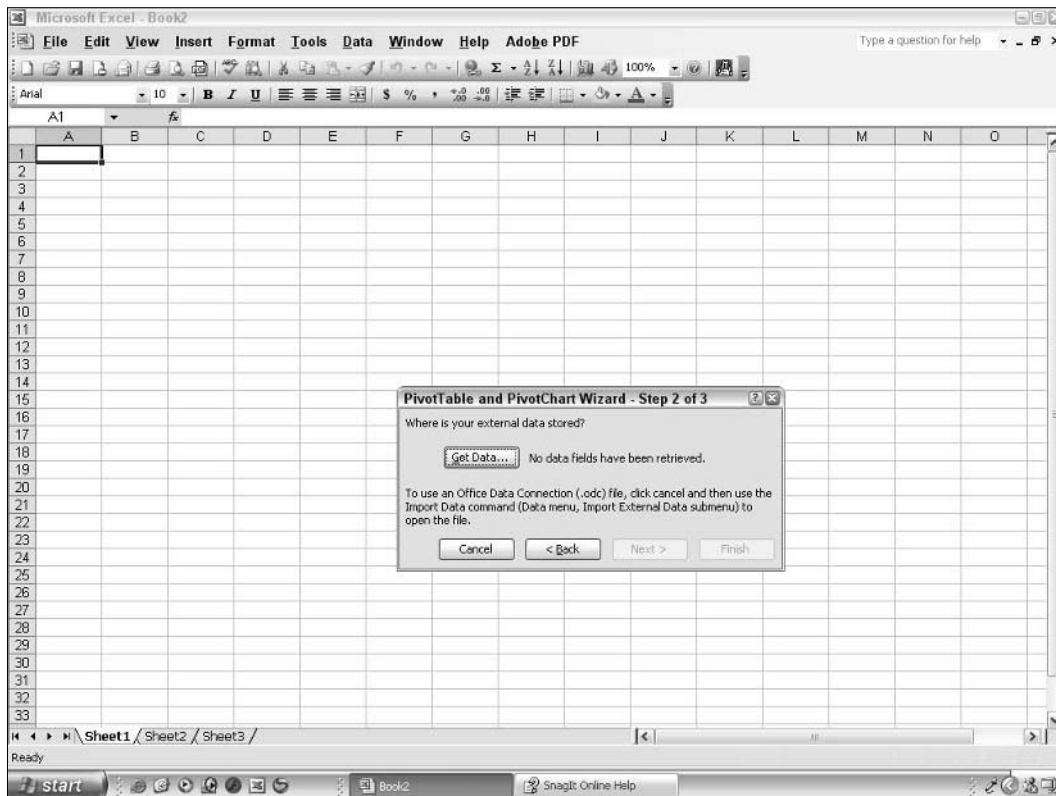 Microsoft Excel - Book2
File Edit View Insert Format Tools Data Window Help Adobe PDF Type a question for help
100%
Arial 10 B I U $ % ,
A1 fx
A B C D E F G H I J K L M N O
1
2
3
4
5
6
7
8
9
10
11
12
13
14
15
16
17
18
19
20
21
22
23
24
25
26
27
28
29
30
31
32
33
PivotTable and PivotChart Wizard - Step 2 of 3
Where is your external data stored?
Get Data... No data fields have been retrieved.
To use an Office Data Connection (.odc) file, click cancel and then use the
Import Data command (Data menu, Import External Data submenu) to
open the file.
Cancel < Back Next > Finish
Sheet1 / Sheet2 / Sheet3 /
Ready
start Book2 SnagIt Online Help